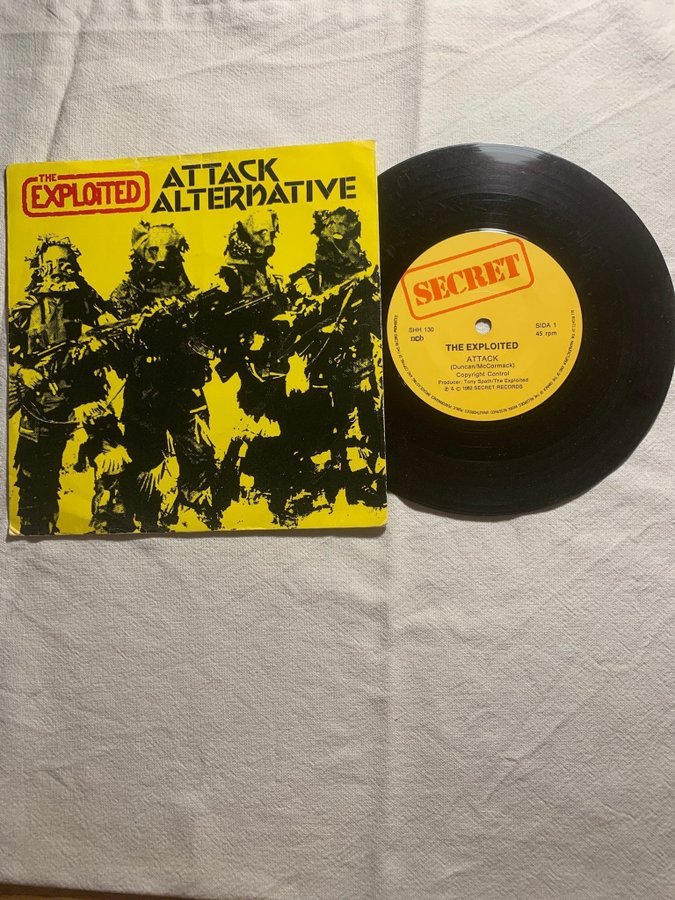 THE
EXPLOITED
ATTACK
ALTERNATIVE
SECRET
SHH 130
ncb
SIDA 1
45 rpm
THE EXPLOITED
ATTACK
(Duncan/McCormack)
Copyright Control
Producer: Tony Spath/The Exploited
℗ & © 1982 SECRET RECORDS